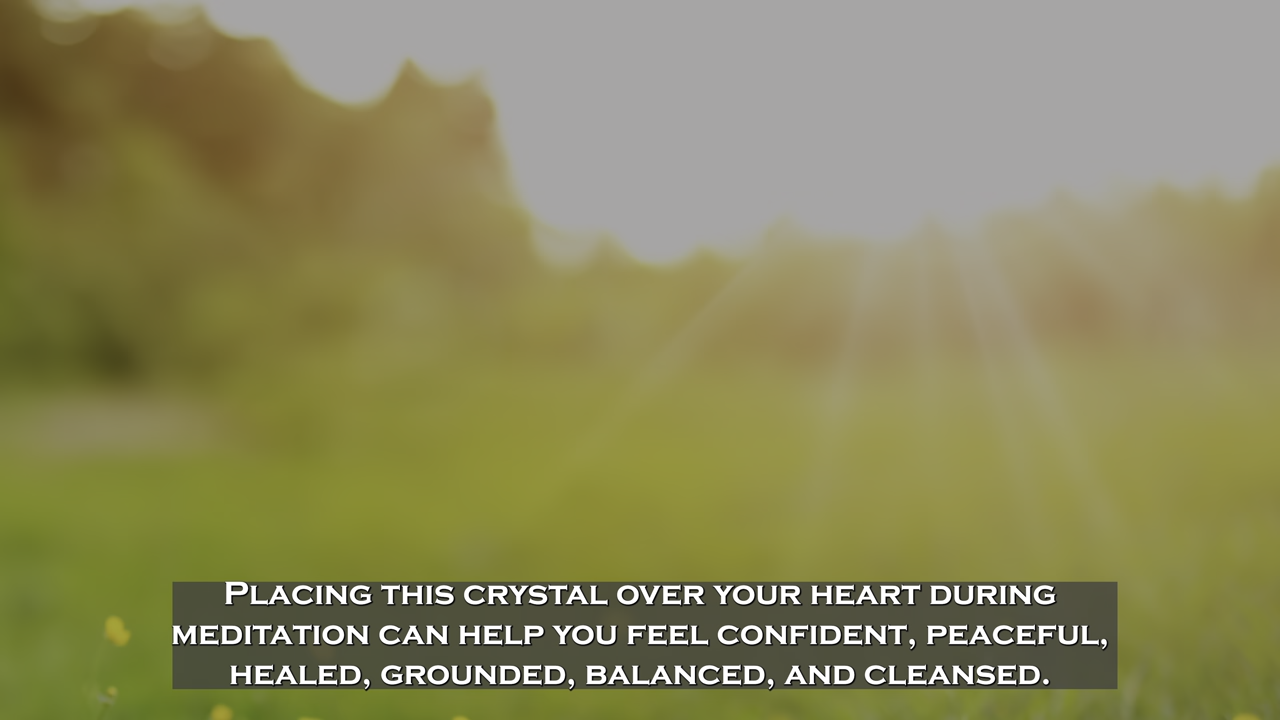 Placing this crystal over your heart during
meditation can help you feel confident, peaceful,
healed, grounded, balanced, and cleansed.